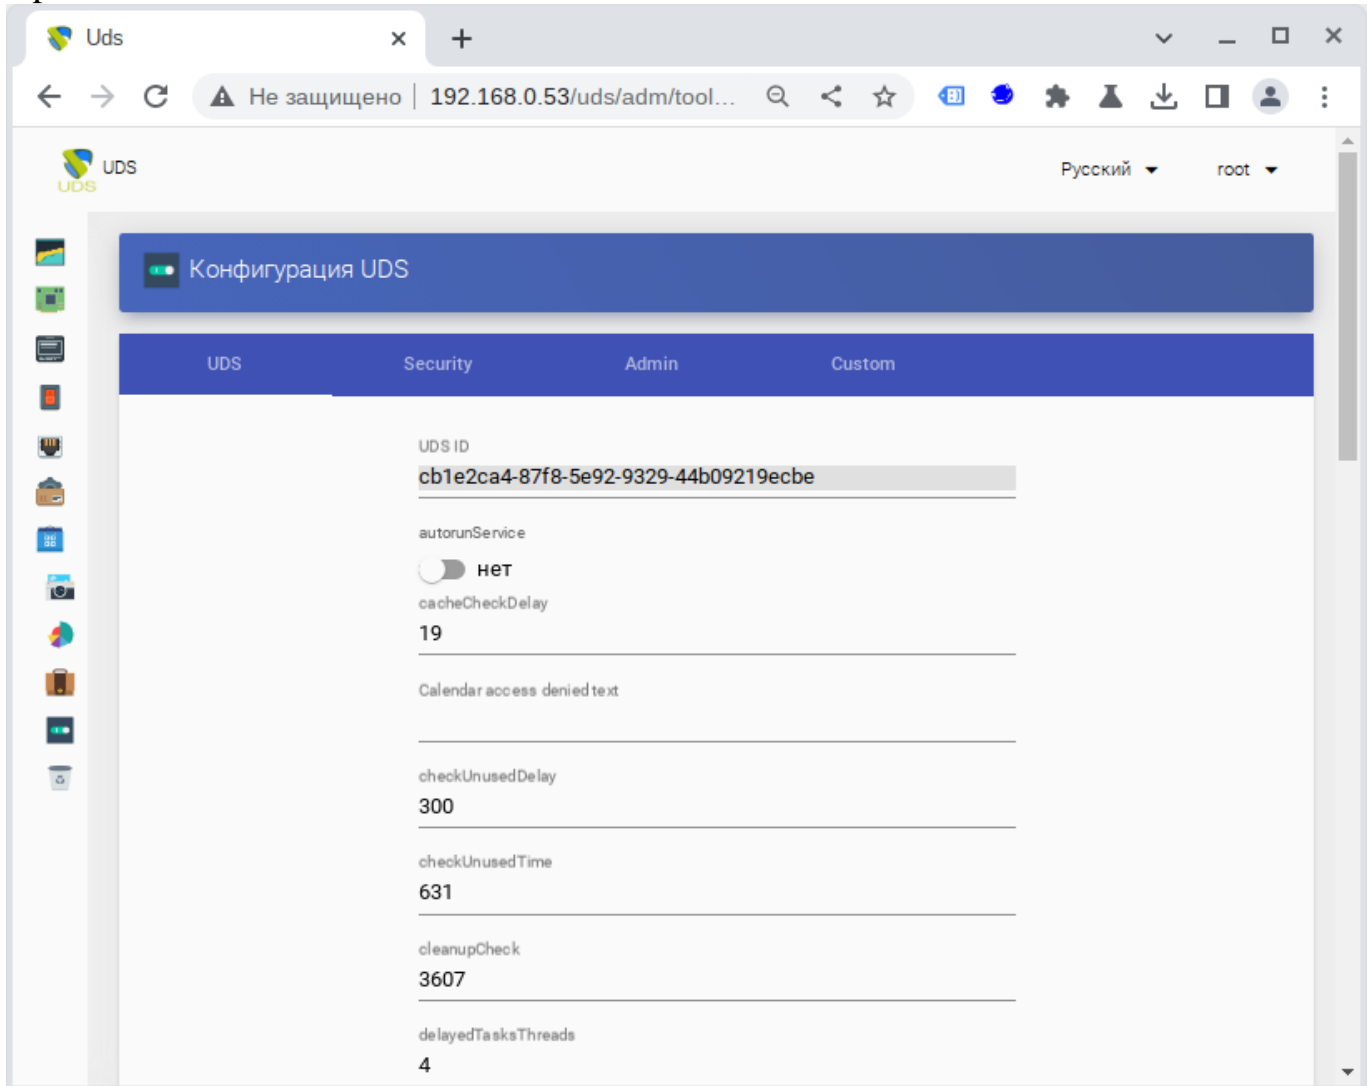 Uds
Не защищено 192.168.0.53/uds/adm/tool...
UDS
UDS
Русский
root
Конфигурация UDS
UDS Security Admin Custom
UDS ID
cb1e2ca4-87f8-5e92-9329-44b09219ecbe
autorunService
нет
cacheCheckDelay
19
Calendar access denied text
checkUnusedDelay
300
checkUnusedTime
631
cleanupCheck
3607
delayedTasksThreads
4